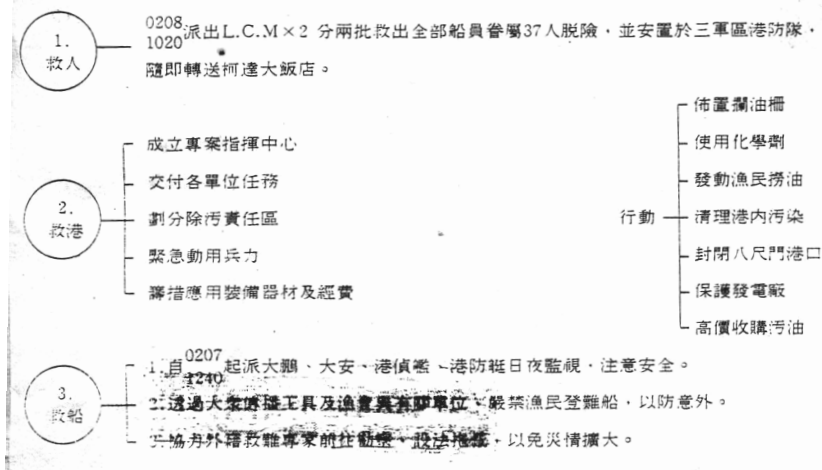 1. 救人
0208
1020 派出L.C.M×2 分兩批救出全部船員眷屬37人脫險，並安置於三軍區港防隊，
隨即轉送柯達大飯店。
2. 救港
成立專案指揮中心
交付各單位任務
劃分除污責任區
緊急動用兵力
籌措應用裝備器材及經費
行動
佈置攔油柵
使用化學劑
發動漁民撈油
清理港內污染
封閉八尺門港口
保護發電廠
高價收購污油
3. 救船
1.自 0207
1240 起派大鵬、大安、港偵艦、港防艇日夜監視，注意安全。
2.透過大眾傳播工具及漁會與有關單位，嚴禁漁民登難船，以防意外。
3.協力外籍救難專家前往勘察，設法拖救，以免災情擴大。